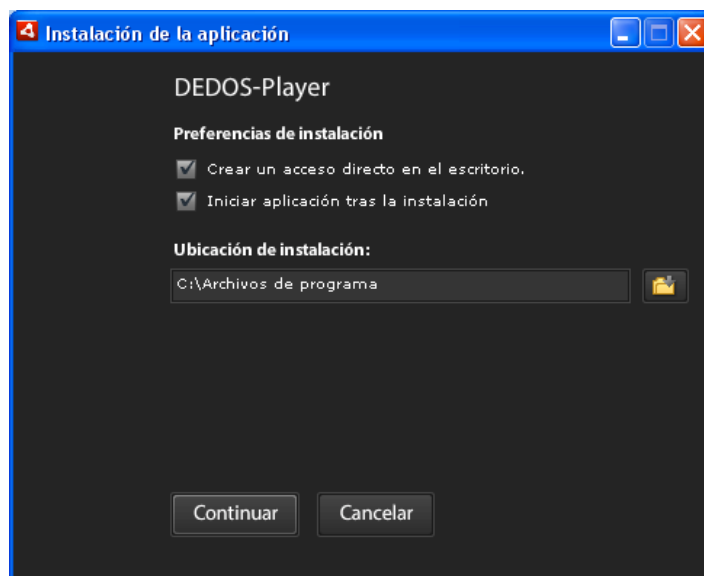 Instalación de la aplicación
DEDOS-Player
Preferencias de instalación
Crear un acceso directo en el escritorio.
Iniciar aplicación tras la instalación
Ubicación de instalación:
C:\Archivos de programa
Continuar
Cancelar